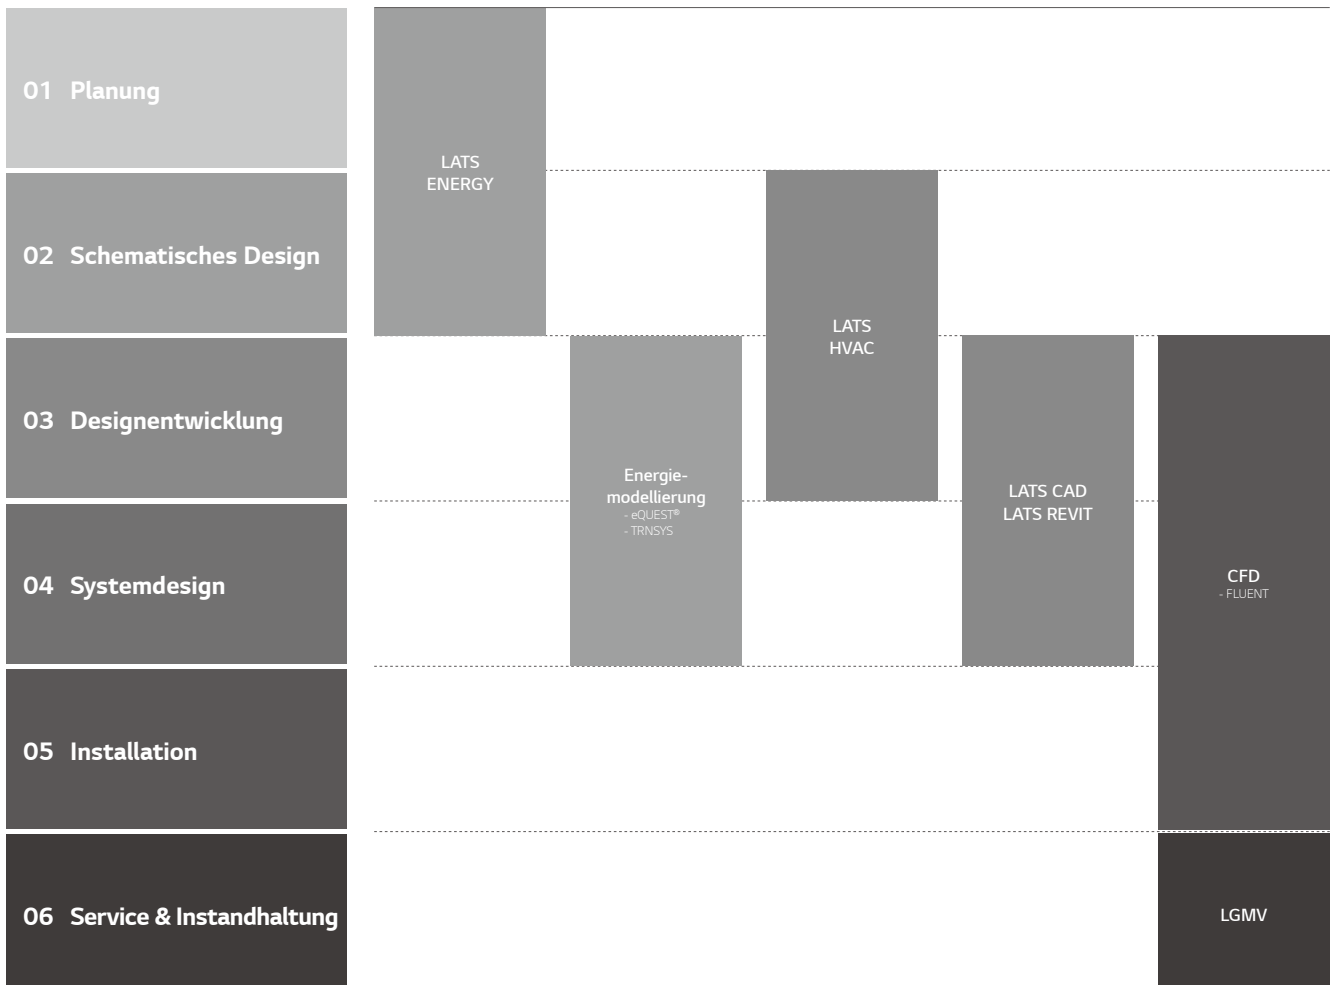 01 Planung
02 Schematisches Design
03 Designentwicklung
04 Systemdesign
05 Installation
06 Service & Instandhaltung
LATS
ENERGY
Energie-
modellierung
- eQUEST®
- TRNSYS
LATS
HVAC
LATS CAD
LATS REVIT
CFD
- FLUENT
LGMV